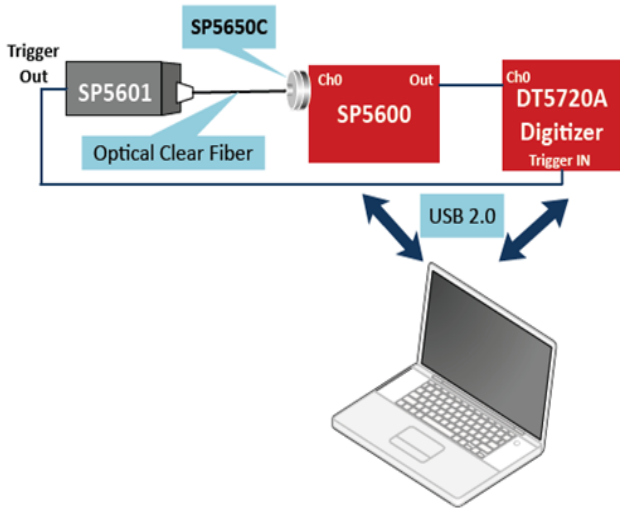 SP5650C
Trigger
Out
SP5601
Optical Clear Fiber
Ch0
Out
SP5600
Ch0
DT5720A
Digitizer
Trigger IN
USB 2.0